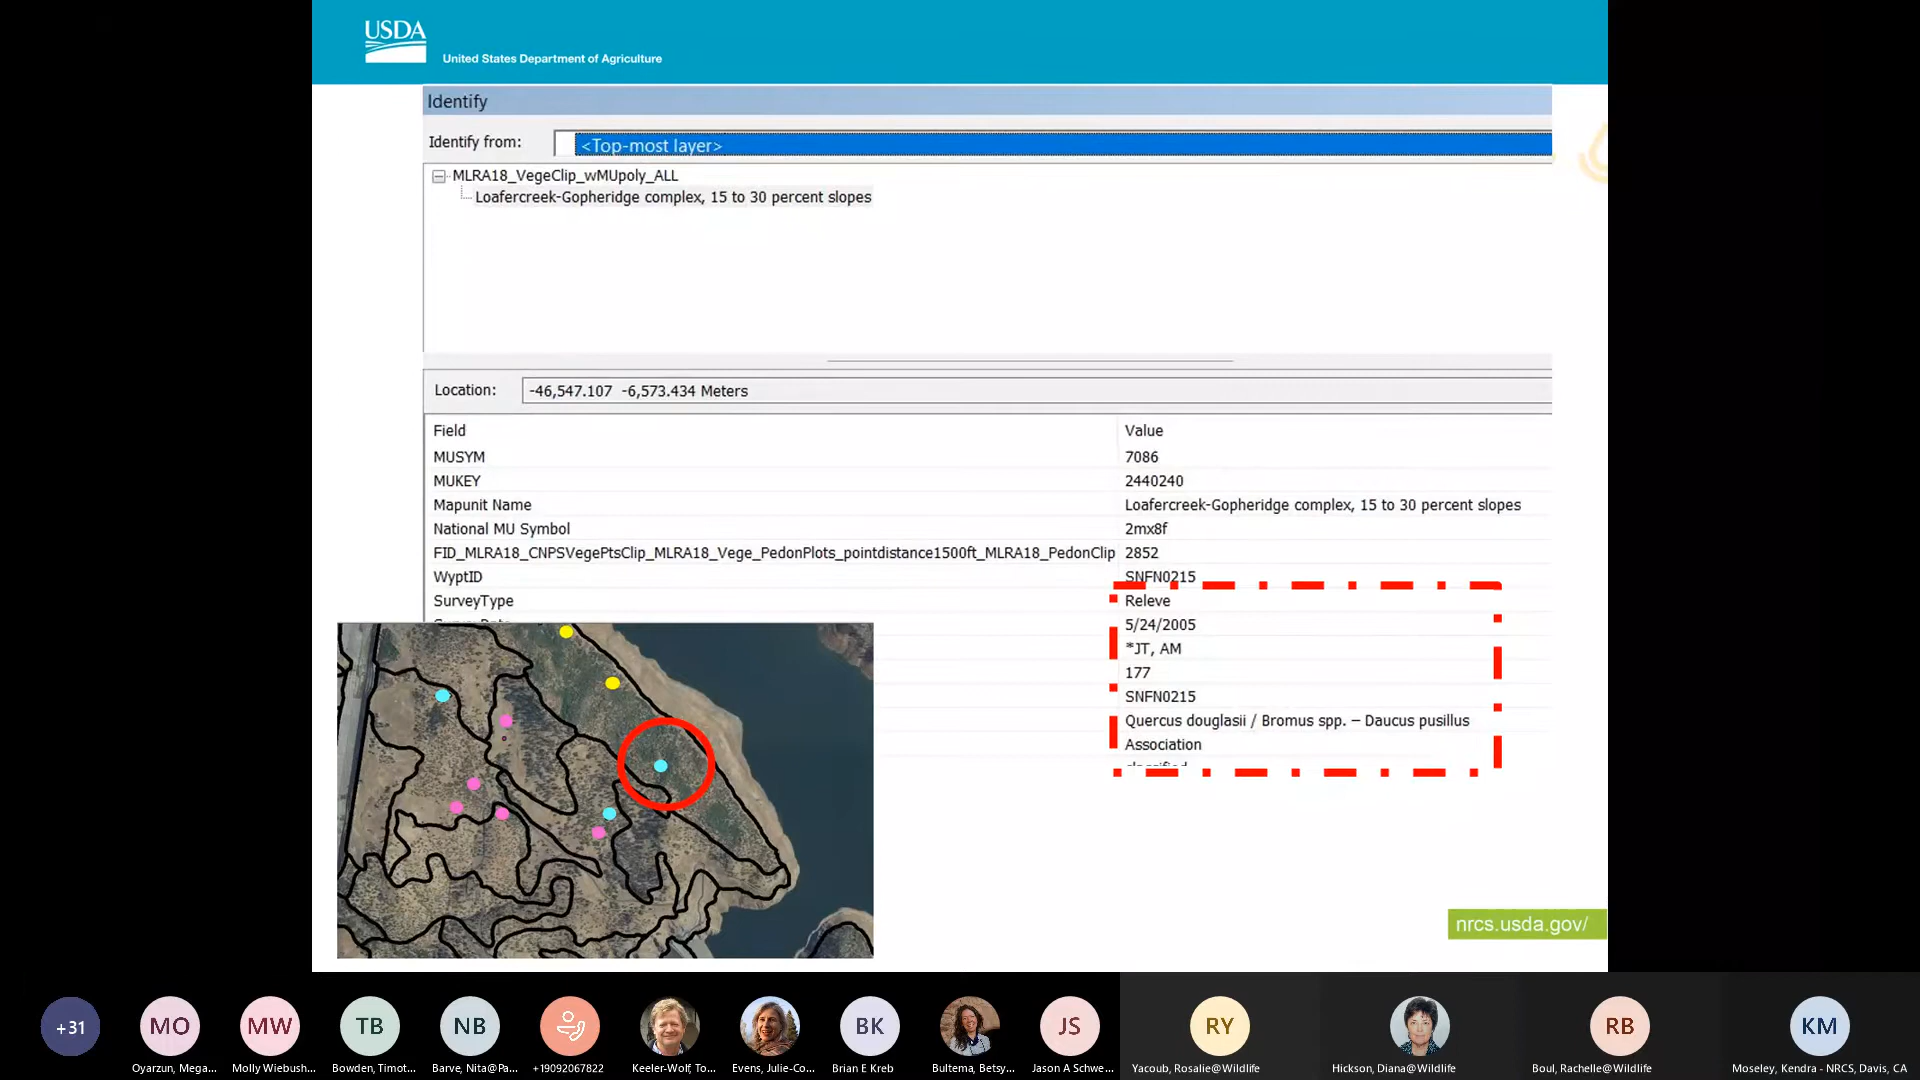 USDA
United States Department of Agriculture
Identify
Identify from: <Top-most layer>
MLRA18_VegeClip_wMUpoly_ALL
Loafercreek-Gopheridge complex, 15 to 30 percent slopes
Location: -46,547.107 -6,573.434 Meters
Field Value
MUSYM 7086
MUKEY 2440240
Mapunit Name Loafercreek-Gopheridge complex, 15 to 30 percent slopes
National MU Symbol 2mx8f
FID_MLRA18_CNPSVegePtsClip_MLRA18_Vege_PedonPlots_pointdistance1500ft_MLRA18_PedonClip 2852
WyptID SNFN0215
SurveyType Releve
5/24/2005
*JT, AM
177
SNFN0215
Quercus douglasii / Bromus spp. – Daucus pusillus
Association
nrcs.usda.gov/
+31 MO MW TB NB BK JS RY RB KM
Oyarzun, Mega... Molly Wiebush... Bowden, Timot... Barve, Nita@Pa... +19092067822 Keeler-Wolf, To... Evens, Julie-Co... Brian E Kreb Bultema, Betsy... Jason A Schwe... Yacoub, Rosalie@Wildlife Hickson, Diana@Wildlife Boul, Rachelle@Wildlife Moseley, Kendra - NRCS, Davis, CA